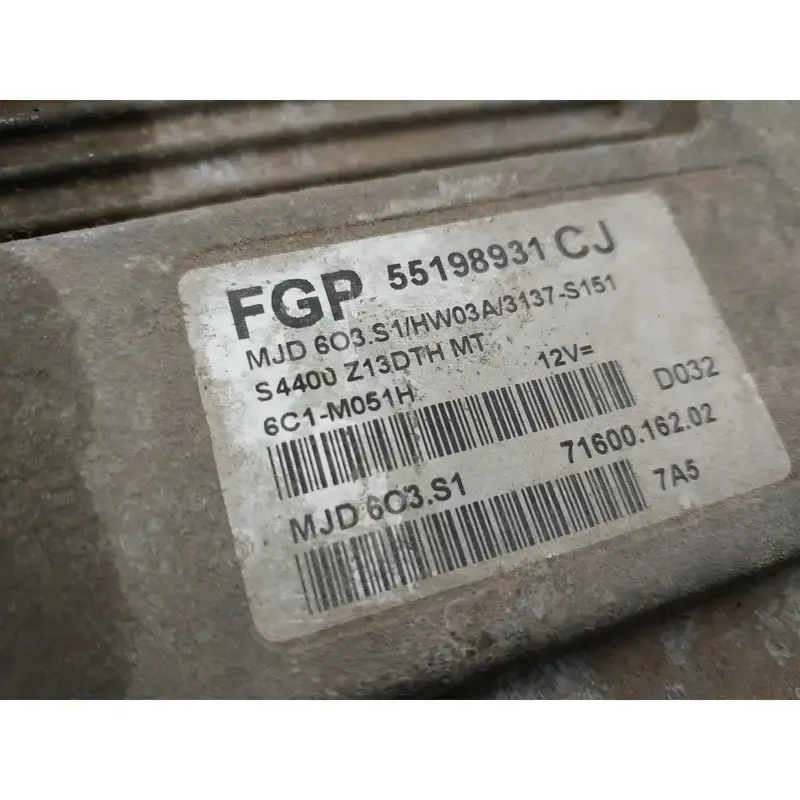 FGP 55198931 CJ
MJD 6O3.S1/HW03A/3137-S151
S4400 Z13DTH MT
6C1-M051H 12V= D032
71600.162.02
MJD 6O3.S1 7A5